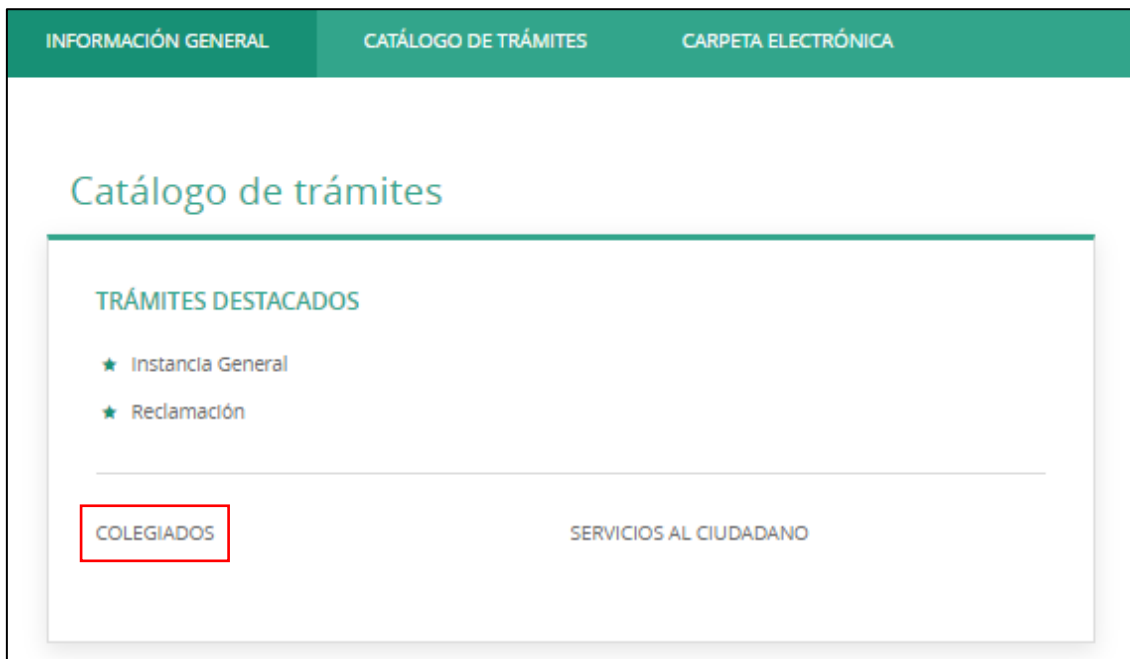 INFORMACIÓN GENERAL CATÁLOGO DE TRÁMITES CARPETA ELECTRÓNICA
Catálogo de trámites
TRÁMITES DESTACADOS
Instancia General
Reclamación
COLEGIADOS SERVICIOS AL CIUDADANO